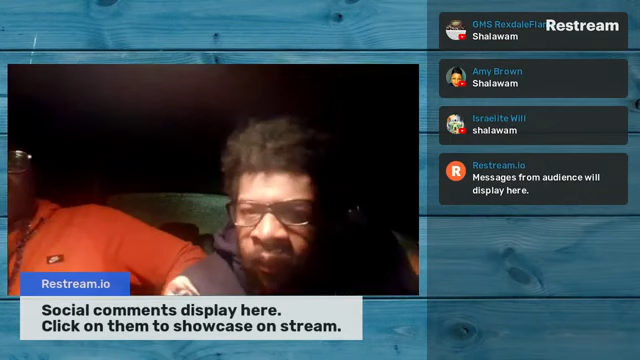 GMS RexdaleFlar
Restream
Shalawam
Amy Brown
Shalawam
Israelite Will
shalawam
R
Restream.io
Messages from audience will
display here.
Restream.io
Social comments display here.
Click on them to showcase on stream.